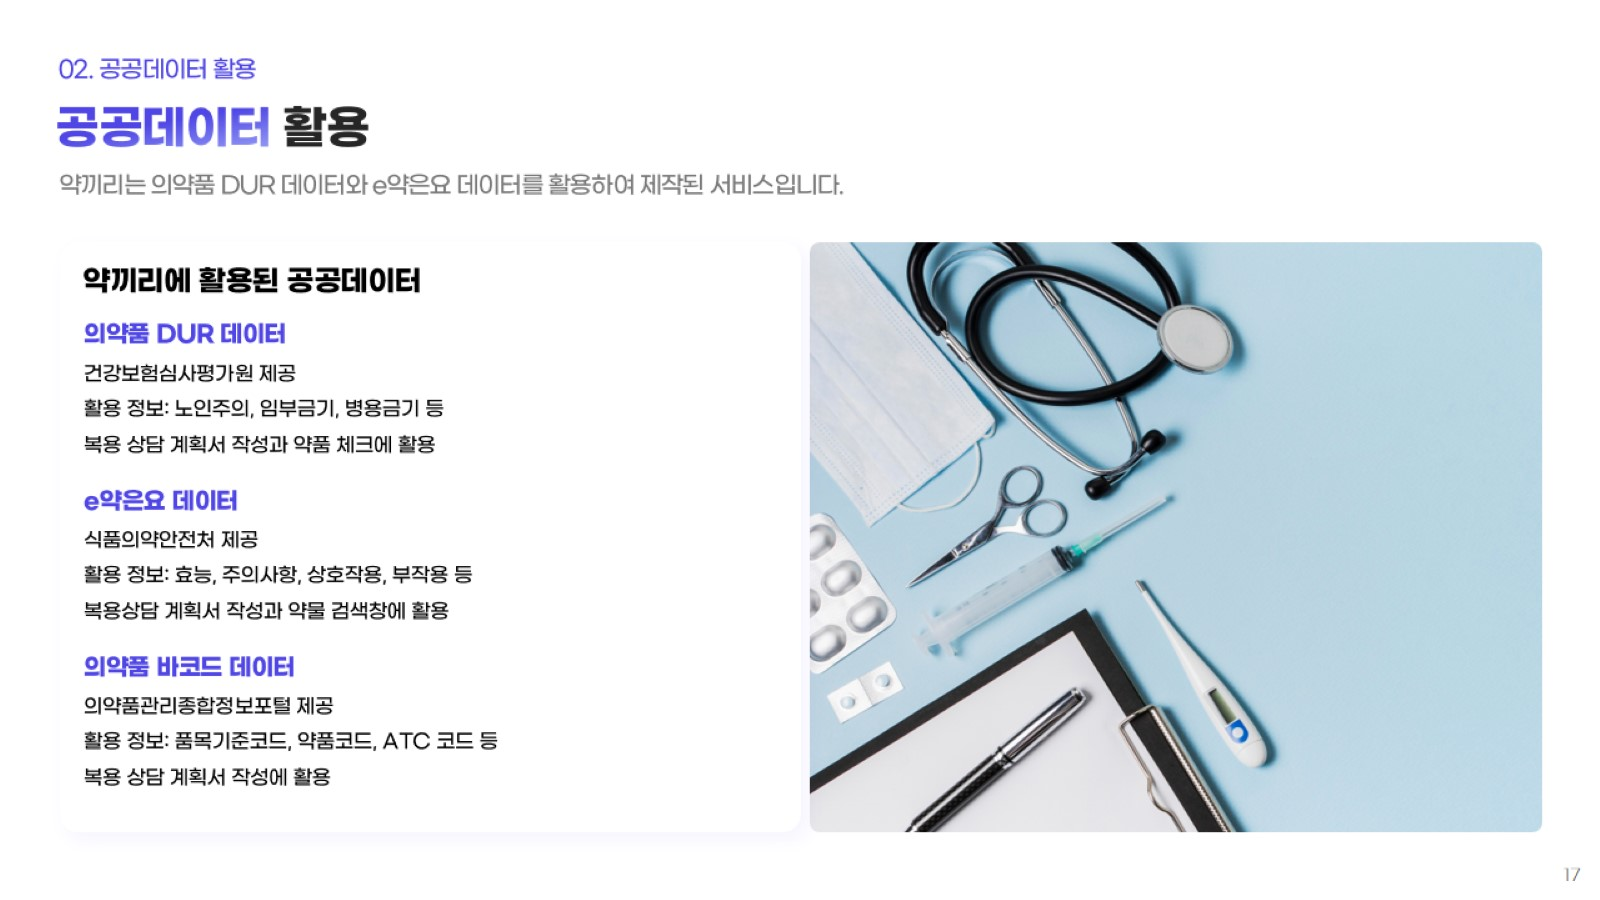 02. 공공데이터 활용
공공데이터 활용
약끼리는 의약품 DUR 데이터와 e약은요 데이터를 활용하여 제작된 서비스입니다.
약끼리에 활용된 공공데이터
의약품 DUR 데이터
건강보험심사평가원 제공
활용 정보: 노인주의, 임부금기, 병용금기 등
복용 상담 계획서 작성과 약품 체크에 활용
e약은요 데이터
식품의약안전처 제공
활용 정보: 효능, 주의사항, 상호작용, 부작용 등
복용상담 계획서 작성과 약물 검색창에 활용
의약품 바코드 데이터
의약품관리종합정보포털 제공
활용 정보: 품목기준코드, 약품코드, ATC 코드 등
복용 상담 계획서 작성에 활용
17